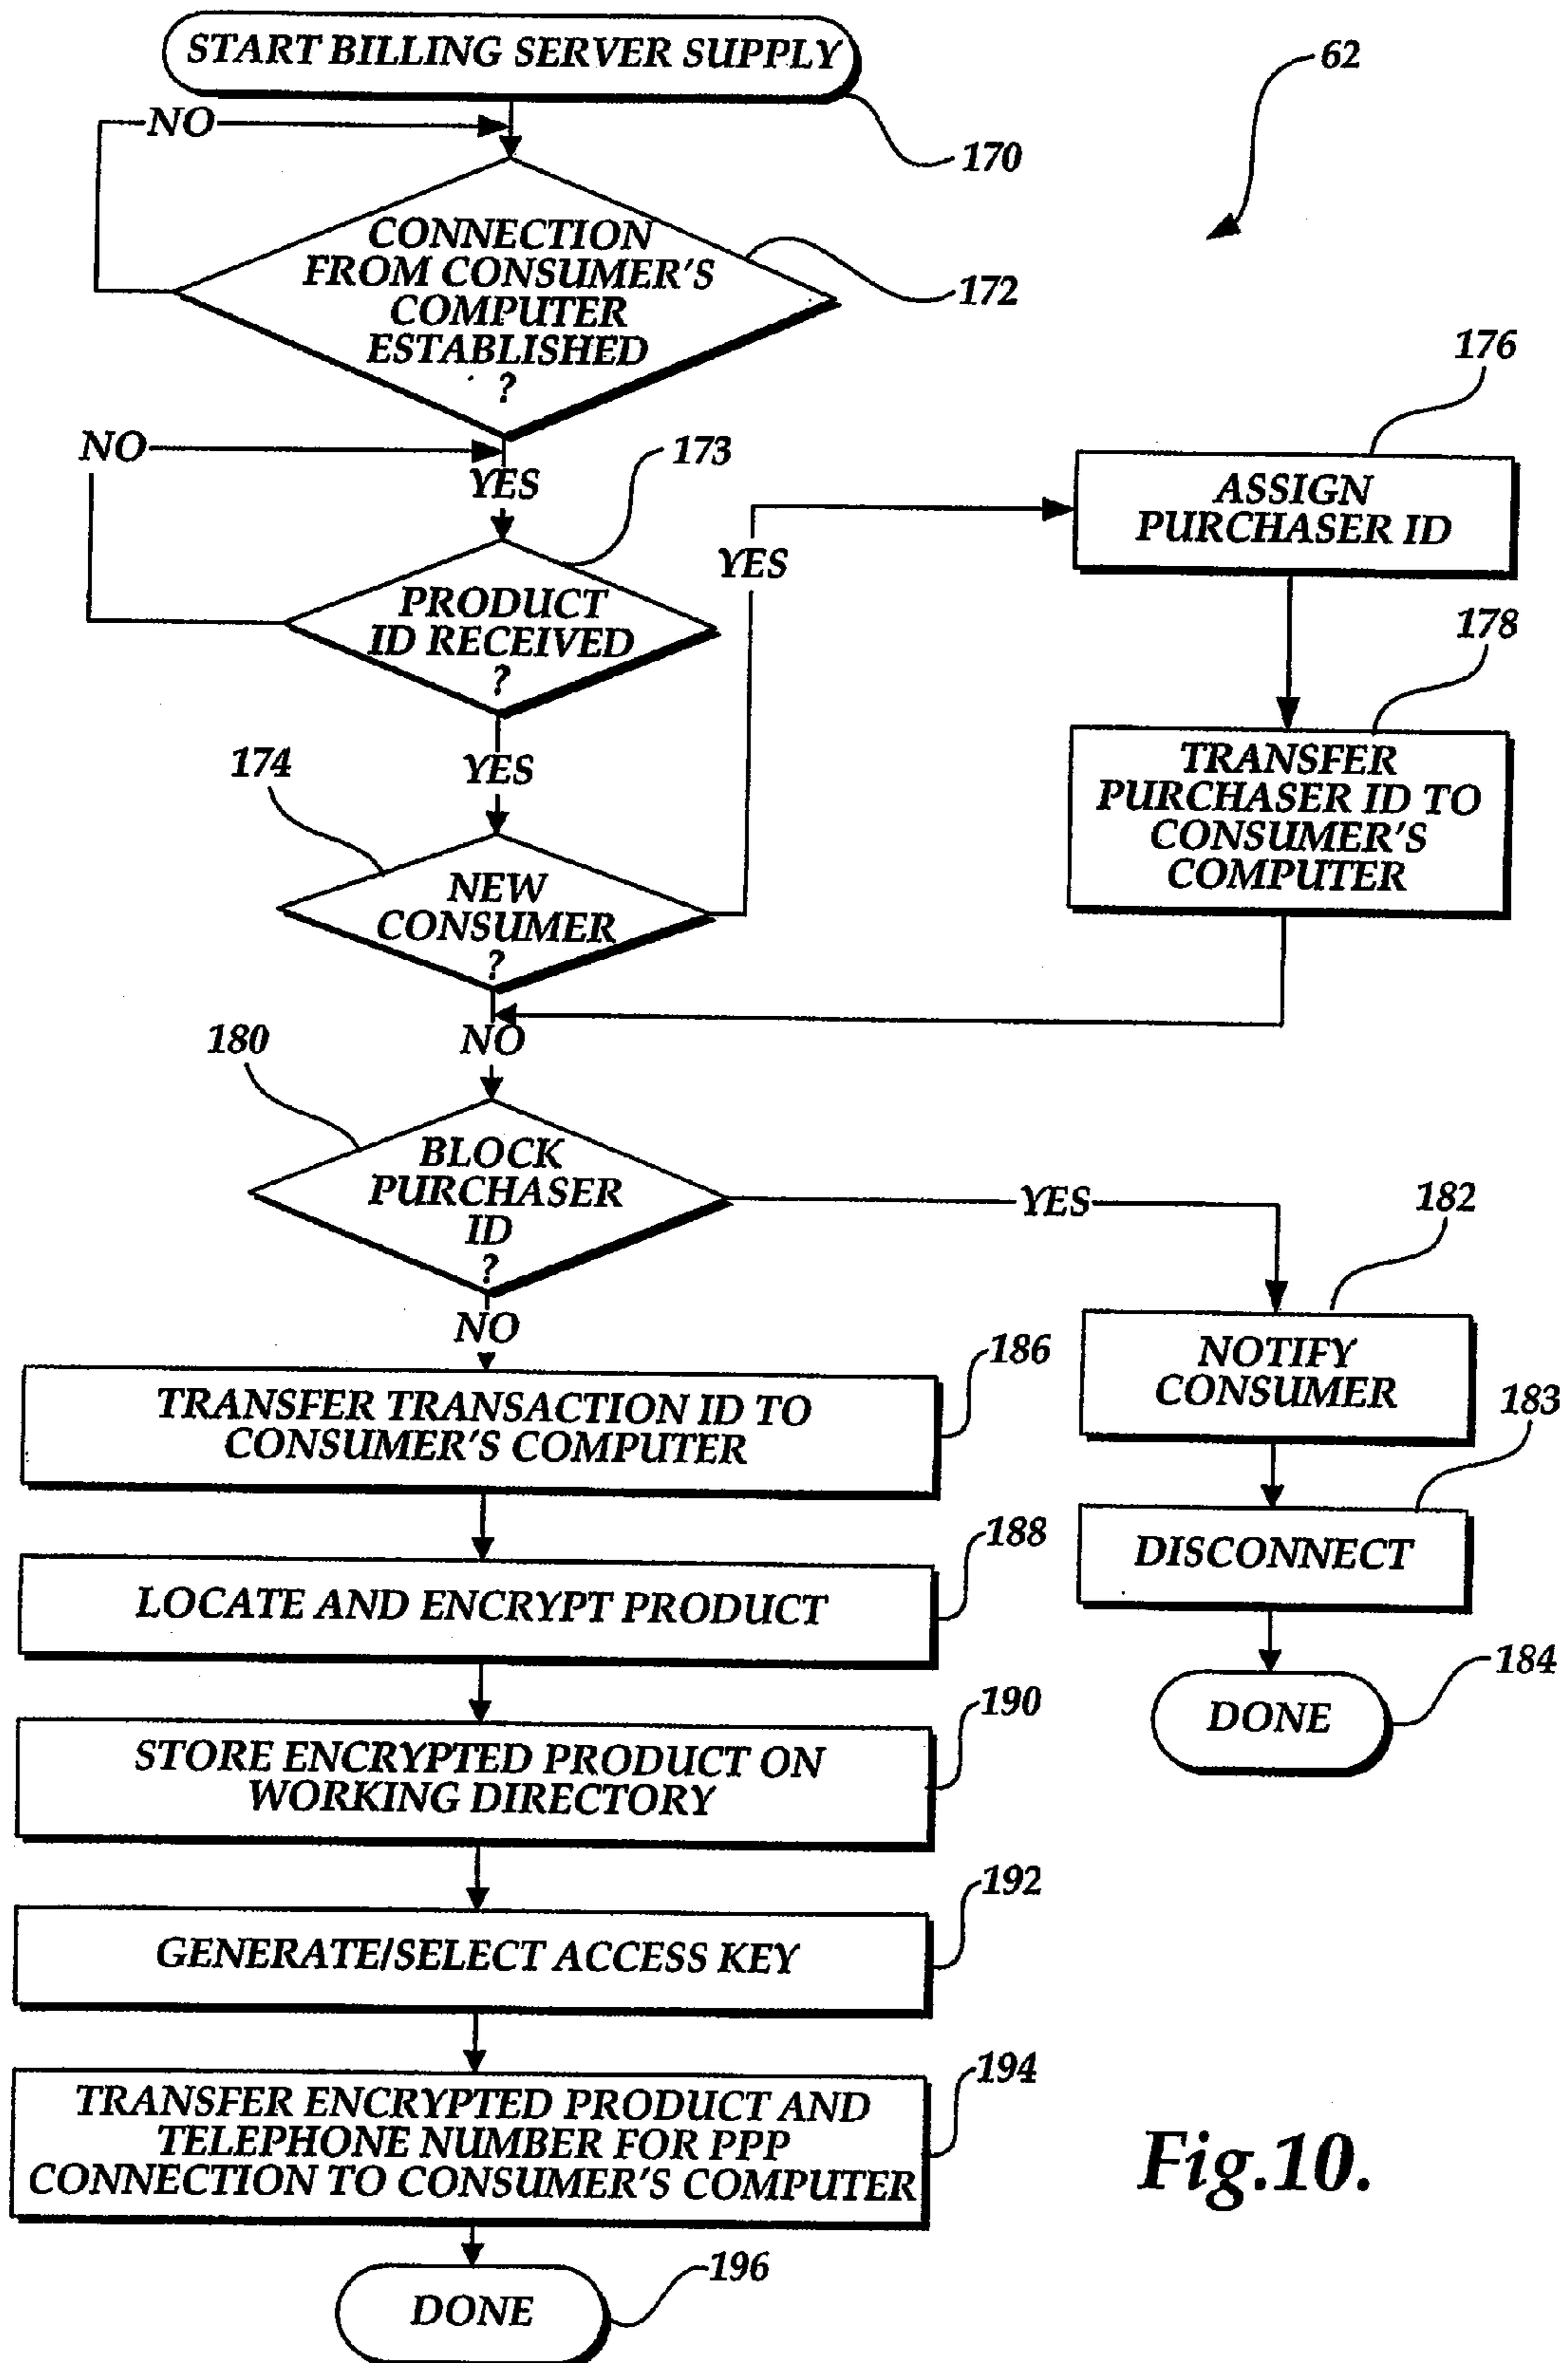 START BILLING SERVER SUPPLY
62
NO
170
CONNECTION
FROM CONSUMER'S
COMPUTER
ESTABLISHED
?
172
NO
YES
173
176
ASSIGN
PURCHASER ID
YES
PRODUCT
ID RECEIVED
?
178
YES
174
TRANSFER
PURCHASER ID TO
CONSUMER'S
COMPUTER
NEW
CONSUMER
?
NO
180
BLOCK
PURCHASER
ID
?
YES
182
NO
186
NOTIFY
CONSUMER
183
TRANSFER TRANSACTION ID TO
CONSUMER'S COMPUTER
188
DISCONNECT
LOCATE AND ENCRYPT PRODUCT
184
DONE
190
STORE ENCRYPTED PRODUCT ON
WORKING DIRECTORY
192
GENERATE/SELECT ACCESS KEY
194
TRANSFER ENCRYPTED PRODUCT AND
TELEPHONE NUMBER FOR PPP
CONNECTION TO CONSUMER'S COMPUTER
Fig.10.
196
DONE